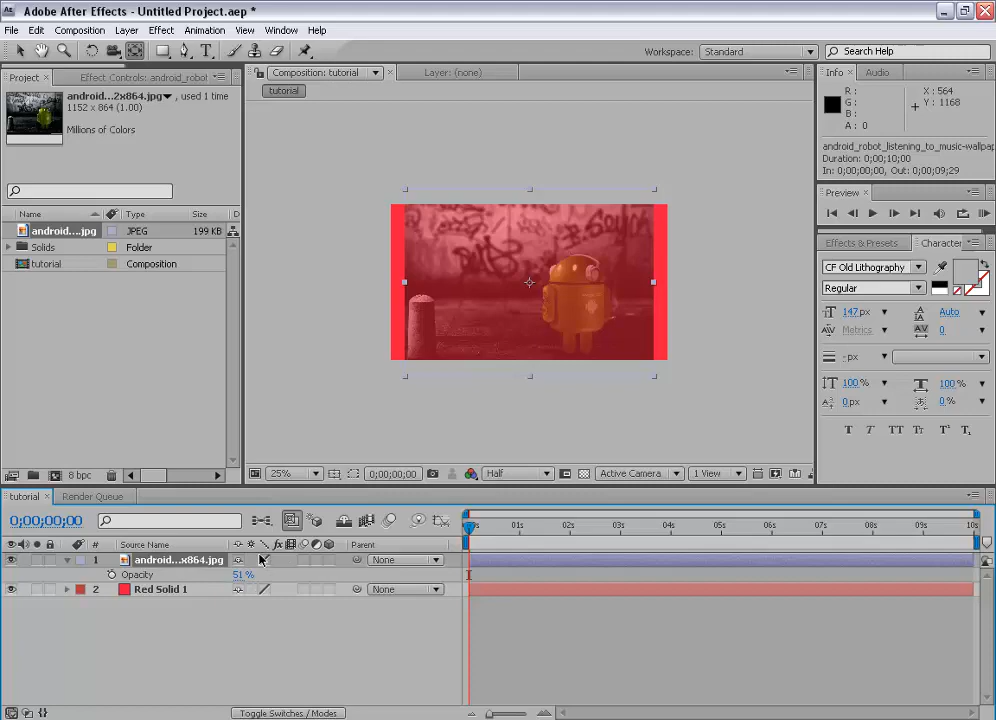 Adobe After Effects - Untitled Project.aep *
File Edit Composition Layer Effect Animation View Window Help
Workspace: Standard Search Help
Project Effect Controls: android_robot Composition: tutorial Layer: (none) Info Audio
android...2x864.jpg , used 1 time
1152 x 864 (1.00)
Millions of Colors
tutorial
R : X : 564
G : Y : 1168
B :
A : 0
android_robot_listening_to_music-wallpap
Duration: 0;00;10;00
In: 0;00;00;00, Out: 0;00;09;29
Preview
Name Type Size D
android....jpg JPEG 199 KB
Solids Folder
tutorial Composition
Effects & Presets Character
CF Old Lithography
Regular
147 px Auto
Metrics 0
- px
100 % 100 %
0 px 0 %
T T TT Tt T¹ T₁
8 bpc 25% 0;00;00;00 Half Active Camera 1 View
tutorial Render Queue
0;00;00;00 01s 02s 03s 04s 05s 06s 07s 08s 09s 10s
# Source Name Parent
1 android...x864.jpg None
Opacity 51 %
2 Red Solid 1 None
Toggle Switches / Modes